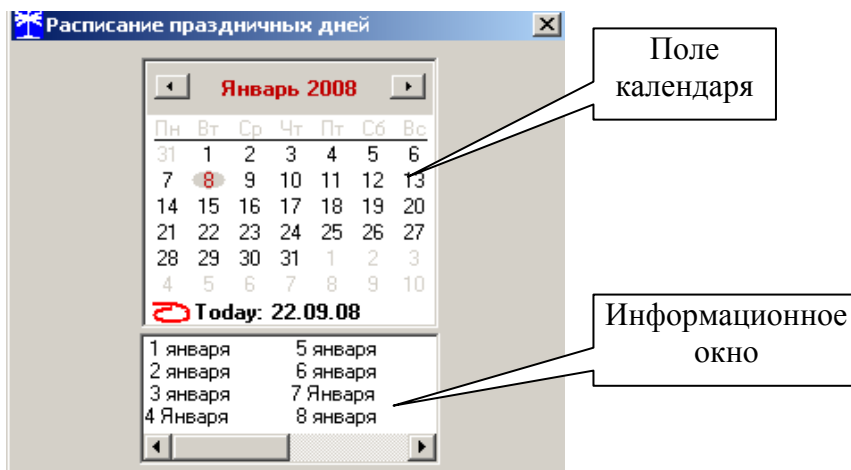 Расписание праздничных дней
Поле
календаря
Январь 2008
Пн Вт Ср Чт Пт Сб Вс
31 1 2 3 4 5 6
7 8 9 10 11 12 13
14 15 16 17 18 19 20
21 22 23 24 25 26 27
28 29 30 31 1 2 3
4 5 6 7 8 9 10
Today: 22.09.08
Информационное
окно
1 января 5 января
2 января 6 января
3 января 7 Января
4 Января 8 января